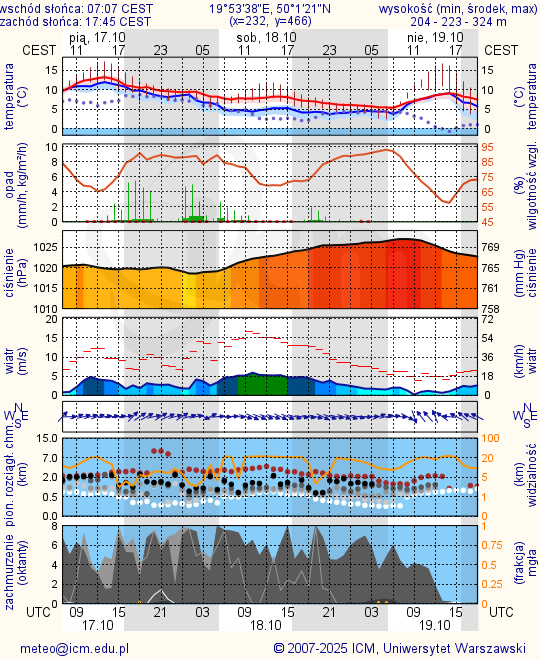 wschód słońca: 07:07 CEST 19°53'38"E, 50°1'21"N wysokość (min, środek, max)
zachód słońca: 17:45 CEST (x=232, y=466) 204 - 223 - 324 m
pią, 17.10 sob, 18.10 nie, 19.10
CEST 11 17 23 05 11 17 23 05 11 17 CEST
temperatura
(°C)
15
10
5
0
15
10
5
0
(°C)
temperatura
opad
(mm/h, kg/m²/h)
10
8
6
4
2
0
95
85
75
65
55
45
(%)
wilgotność wzgl.
ciśnienie
(hPa)
1025
1020
1015
1010
769
765
761
758
(mm Hg)
ciśnienie
wiatr
(m/s)
20
15
10
5
0
72
54
36
18
0
(km/h)
wiatr
N
W E
S
N
W E
S
pion. rozciągł. chm.
(km)
15.0
7.0
2.0
0.5
0.0
100
20
5
1
0
(km)
widzialność
zachmurzenie
(oktanty)
8
6
4
2
0
1
0.75
0.5
0.25
0
(frakcja)
mgła
UTC 09 15 21 03 09 15 21 03 09 15 UTC
17.10 18.10 19.10
meteo@icm.edu.pl © 2007-2025 ICM, Uniwersytet Warszawski